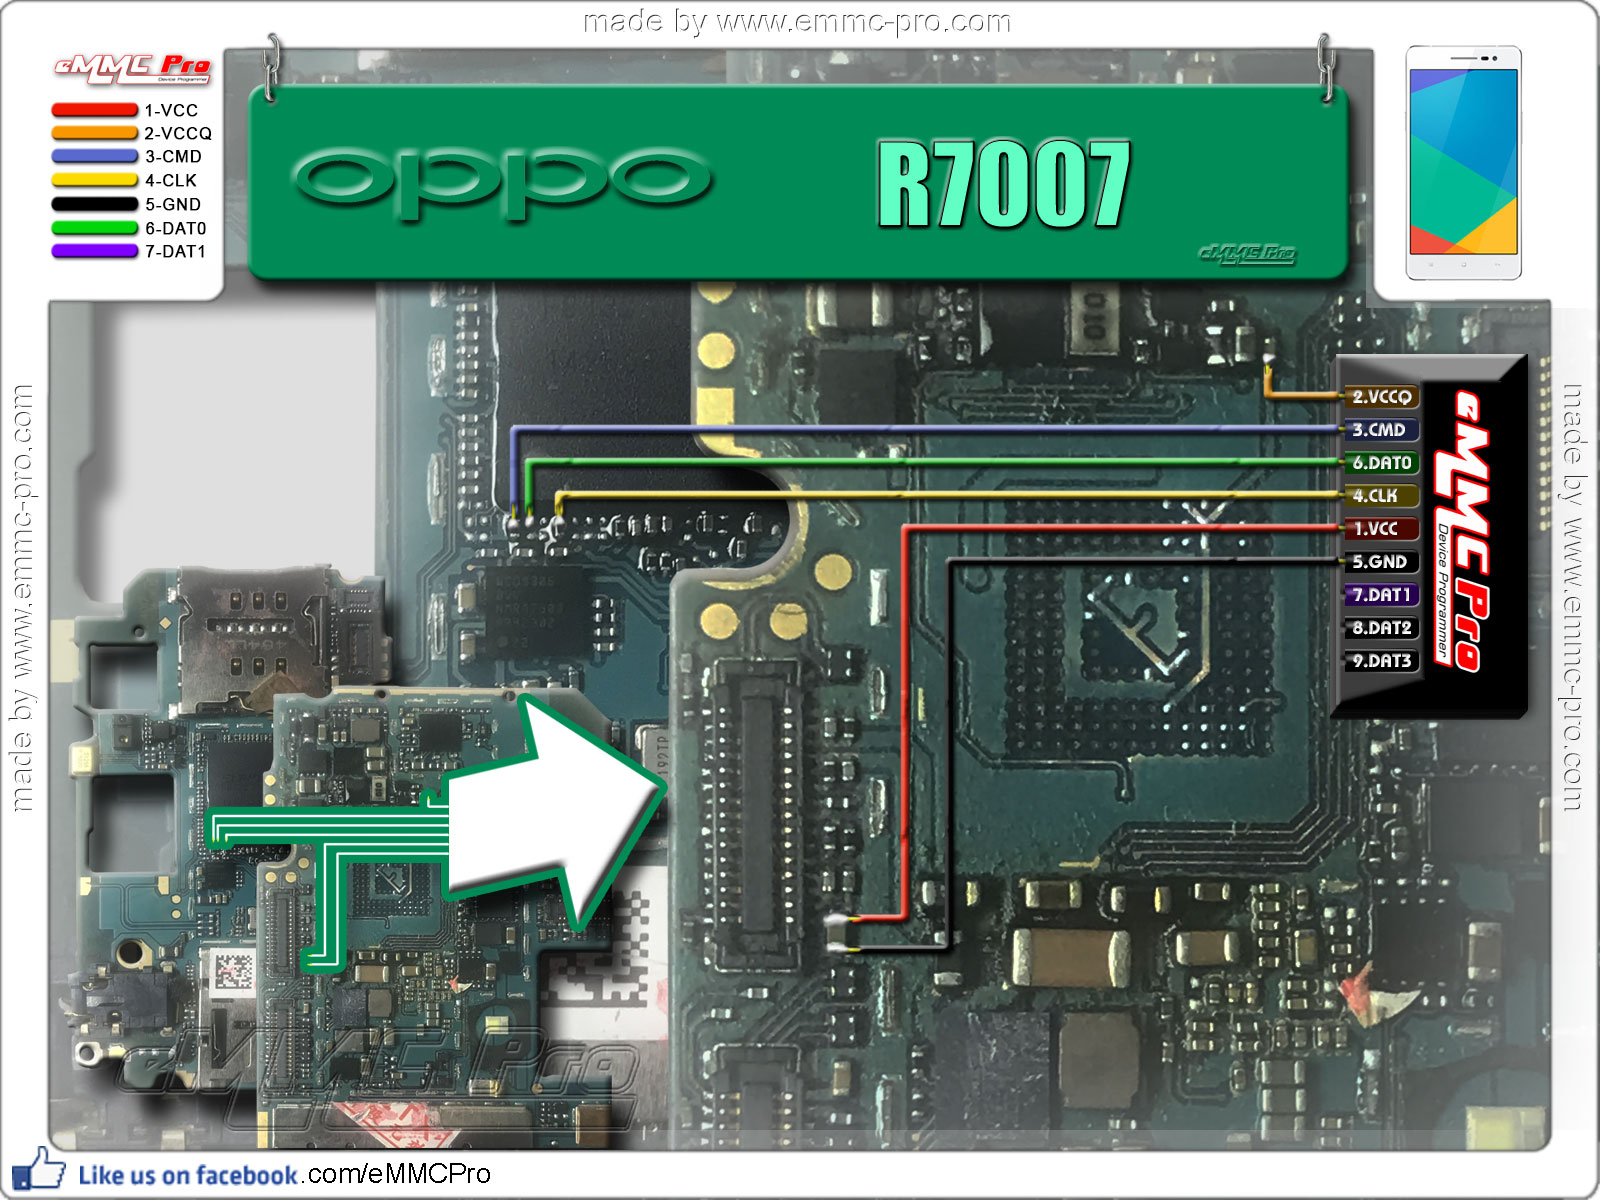 made by www.emmc-pro.com
eMMC Pro
Device Programmer
1-VCC
2-VCCQ
3-CMD
4-CLK
5-GND
6-DAT0
7-DAT1
oppo
R7007
eMMC Pro
010
2.VCCQ
3.CMD
6.DAT0
4.CLK
1.VCC
5.GND
7.DAT1
8.DAT2
9.DAT3
eMMC Pro
Device Programmer
made by www.emmc-pro.com
made by www.emmc-pro.com
192TP
eMMC Pro
Like us on facebook.com/eMMCPro